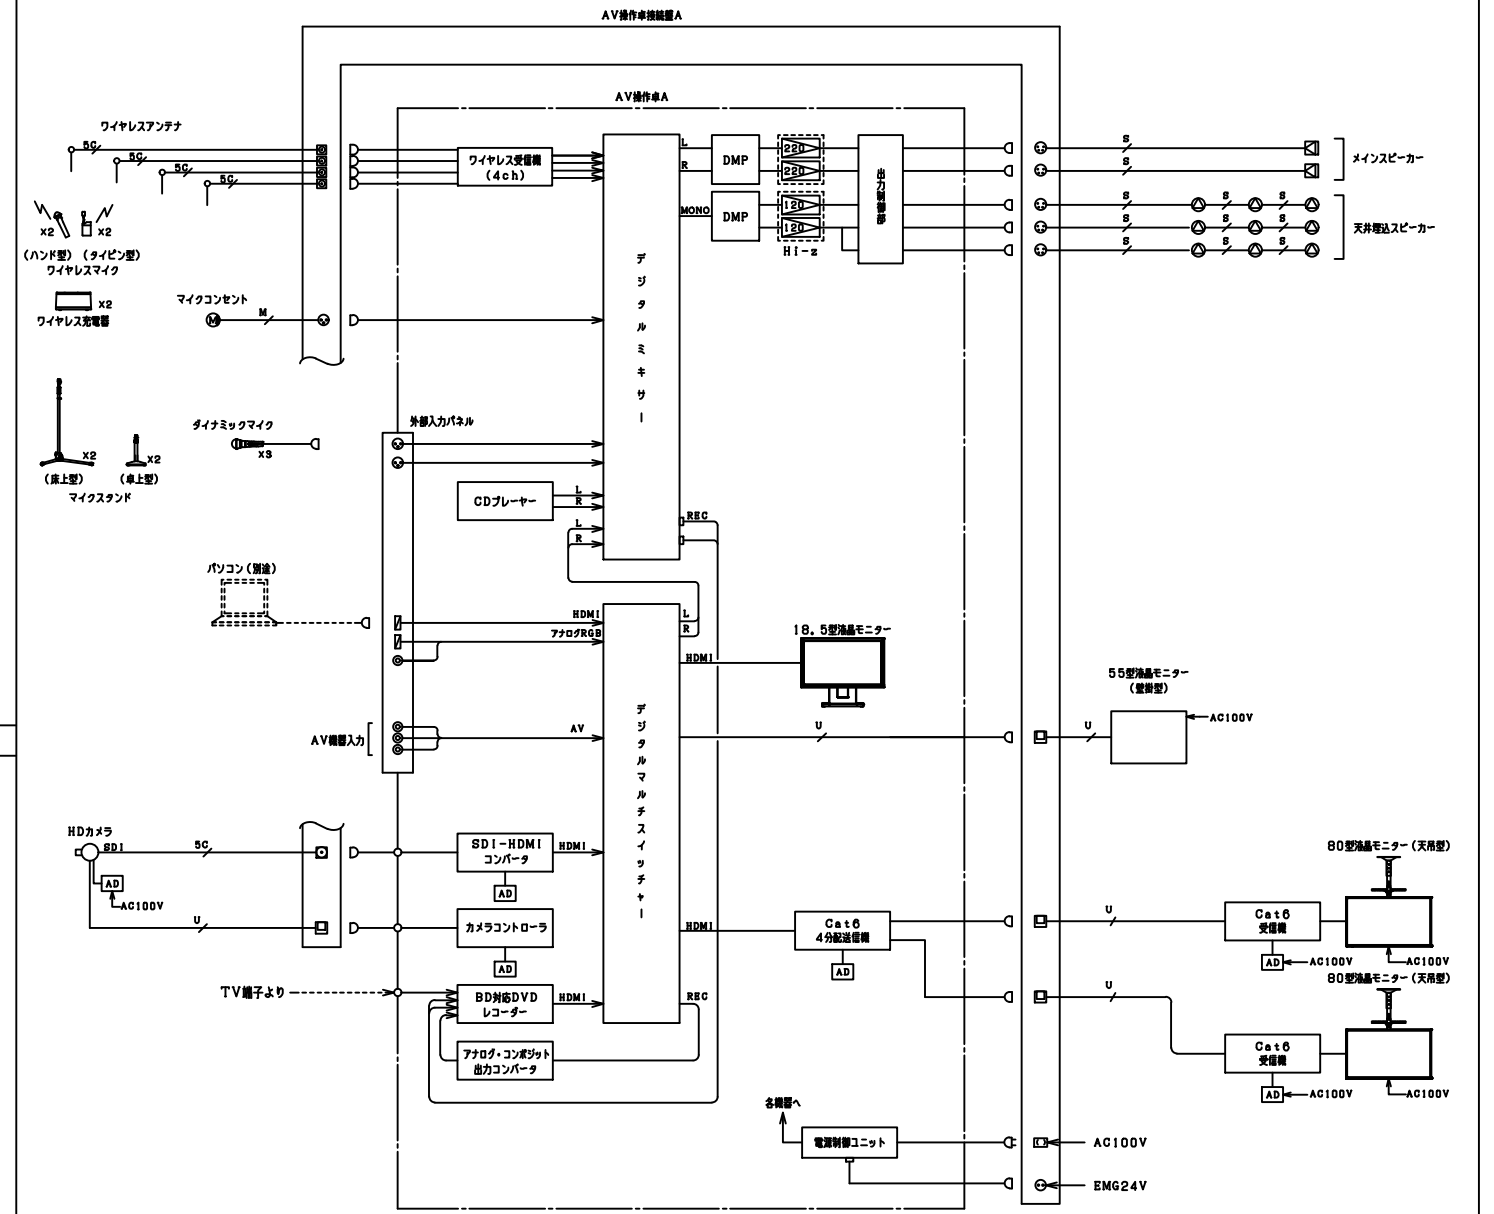 AV操作卓接続盤A
AV操作卓A
ワイヤレスアンテナ
5C
5C
5C
5C
ワイヤレス受信機
(4ch)
L
R
MONO
DMP
DMP
220
220
120
120
Hi-z
出力制御部
S
S
メインスピーカー
S S S
S S S
S S S
天井埋込スピーカー
x2 x2
(ハンド型) (タイピン型)
ワイヤレスマイク
x2
ワイヤレス充電器
マイクコンセント
M
M
デジタルミキサー
x2
(床上型)
x2
(卓上型)
マイクスタンド
ダイナミックマイク
x3
外部入力パネル
CDプレーヤー
L
R
L
R
REC
パソコン(別途)
HDMI
アナログRGB
L
R
HDMI
18.5型液晶モニター
デジタルマルチスイッチャー
AV機器入力
AV
U
U
55型液晶モニター
(壁掛型)
AC100V
HDカメラ
SDI
5C
AD
AC100V
U
SDI-HDMI
コンバータ
HDMI
AD
カメラコントローラ
AD
TV端子より
BD対応DVD
レコーダー
HDMI
アナログ・コンポジット
出力コンバータ
HDMI
REC
Cat6
4分配送信機
AD
U
Cat6
受信機
AD
AC100V
80型液晶モニター(天吊型)
AC100V
80型液晶モニター(天吊型)
U
Cat6
受信機
AD
AC100V
AC100V
各機器へ
電源制御ユニット
AC100V
EMG24V